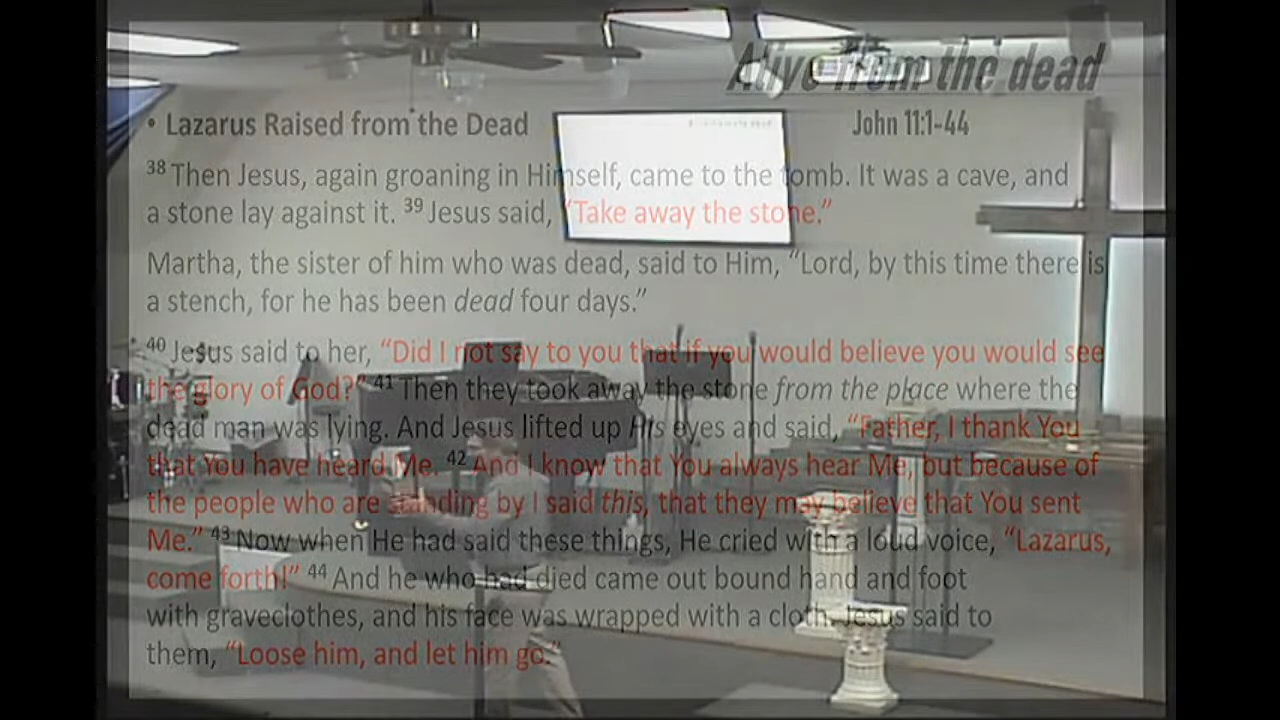 Alive from the dead
• Lazarus Raised from the Dead John 11:1-44
38 Then Jesus, again groaning in Himself, came to the tomb. It was a cave, and
a stone lay against it. 39 Jesus said, “Take away the stone.”
Martha, the sister of him who was dead, said to Him, “Lord, by this time there is
a stench, for he has been dead four days.”
40 Jesus said to her, “Did I not say to you that if you would believe you would see
the glory of God?” 41 Then they took away the stone from the place where the
dead man was lying. And Jesus lifted up His eyes and said, “Father, I thank You
that You have heard Me. 42 And I know that You always hear Me, but because of
the people who are standing by I said this, that they may believe that You sent
Me.” 43 Now when He had said these things, He cried with a loud voice, “Lazarus,
come forth!” 44 And he who had died came out bound hand and foot
with graveclothes, and his face was wrapped with a cloth. Jesus said to
them, “Loose him, and let him go.”